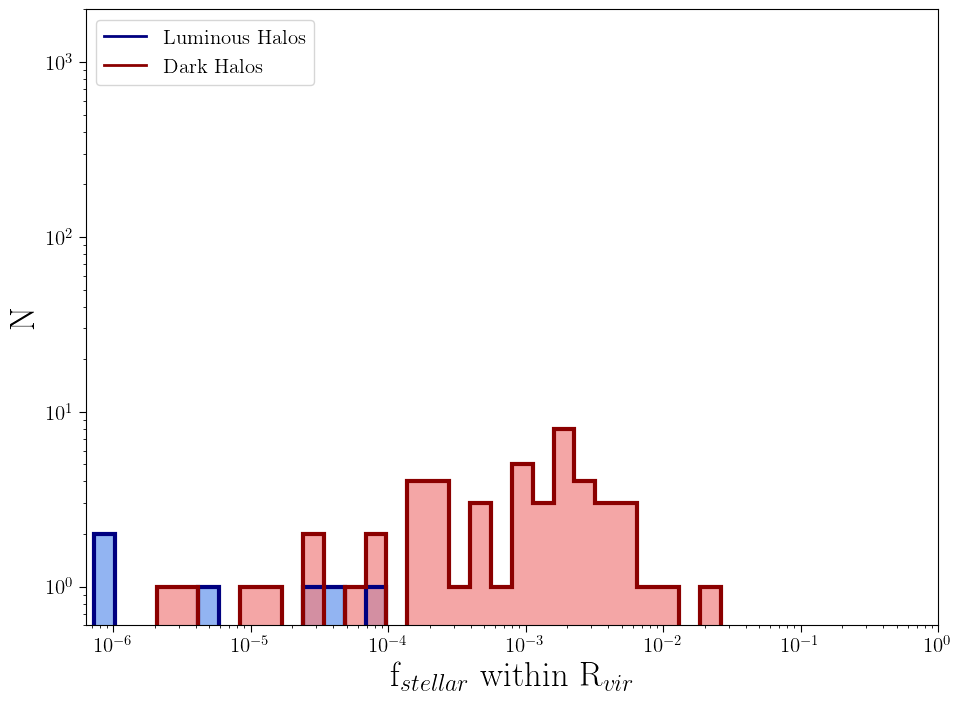 Luminous Halos
Dark Halos
10³
10²
10¹
10⁰
N
10⁻⁶ 10⁻⁵ 10⁻⁴ 10⁻³ 10⁻² 10⁻¹ 10⁰
f_stellar within R_vir